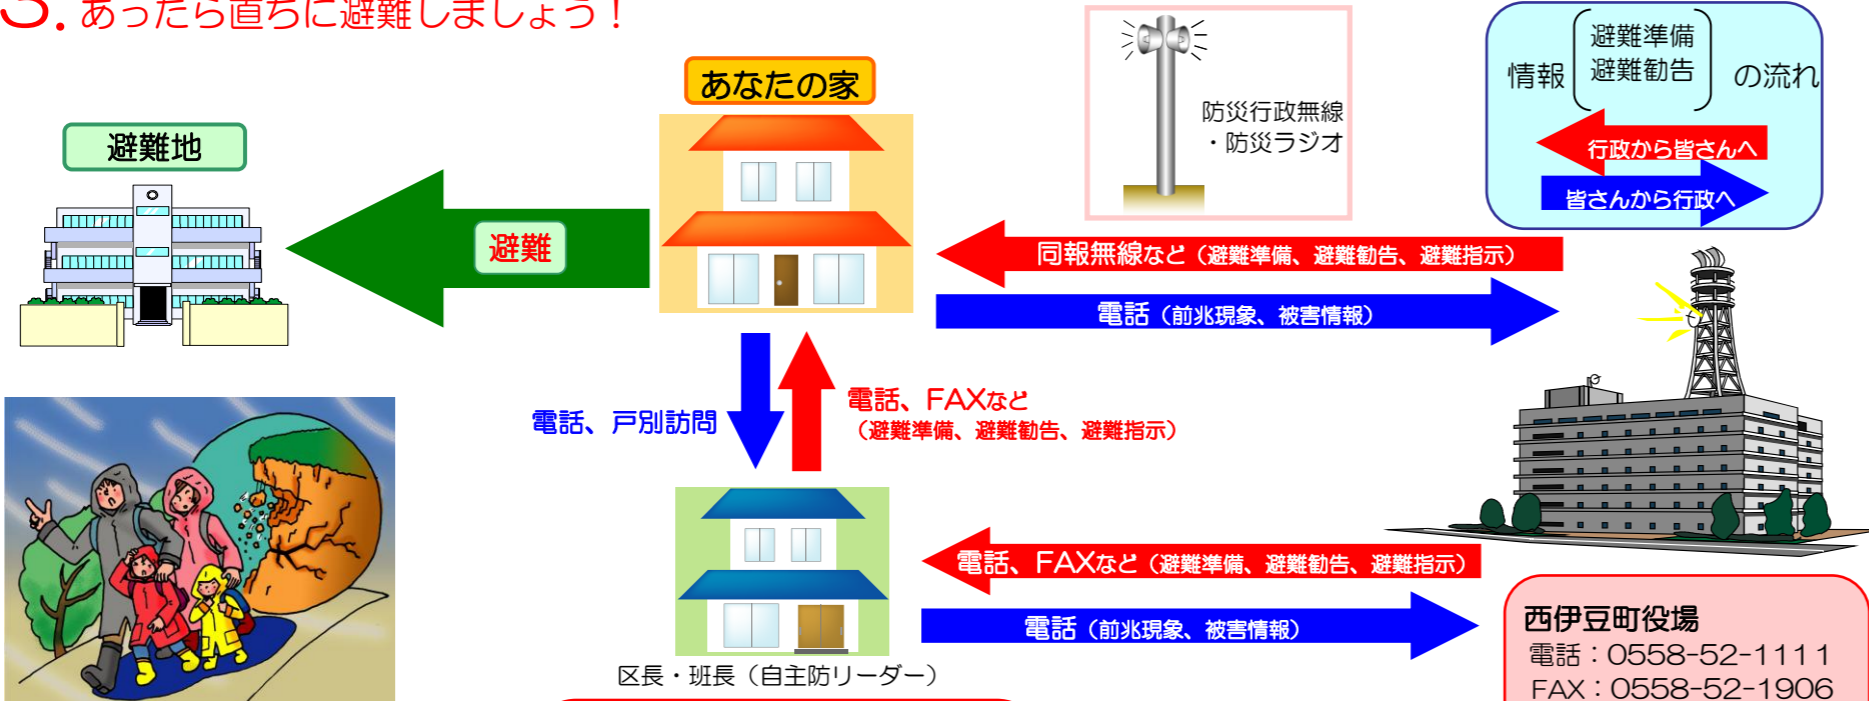 3. あったら直ちに避難しましょう！
避難地
避難
あなたの家
防災行政無線
・防災ラジオ
情報
避難準備
避難勧告
の流れ
行政から皆さんへ
皆さんから行政へ
同報無線など（避難準備、避難勧告、避難指示）
電話（前兆現象、被害情報）
電話、戸別訪問
電話、FAXなど
（避難準備、避難勧告、避難指示）
電話、FAXなど（避難準備、避難勧告、避難指示）
電話（前兆現象、被害情報）
区長・班長（自主防リーダー）
西伊豆町役場
電話：0558-52-1111
FAX：0558-52-1906